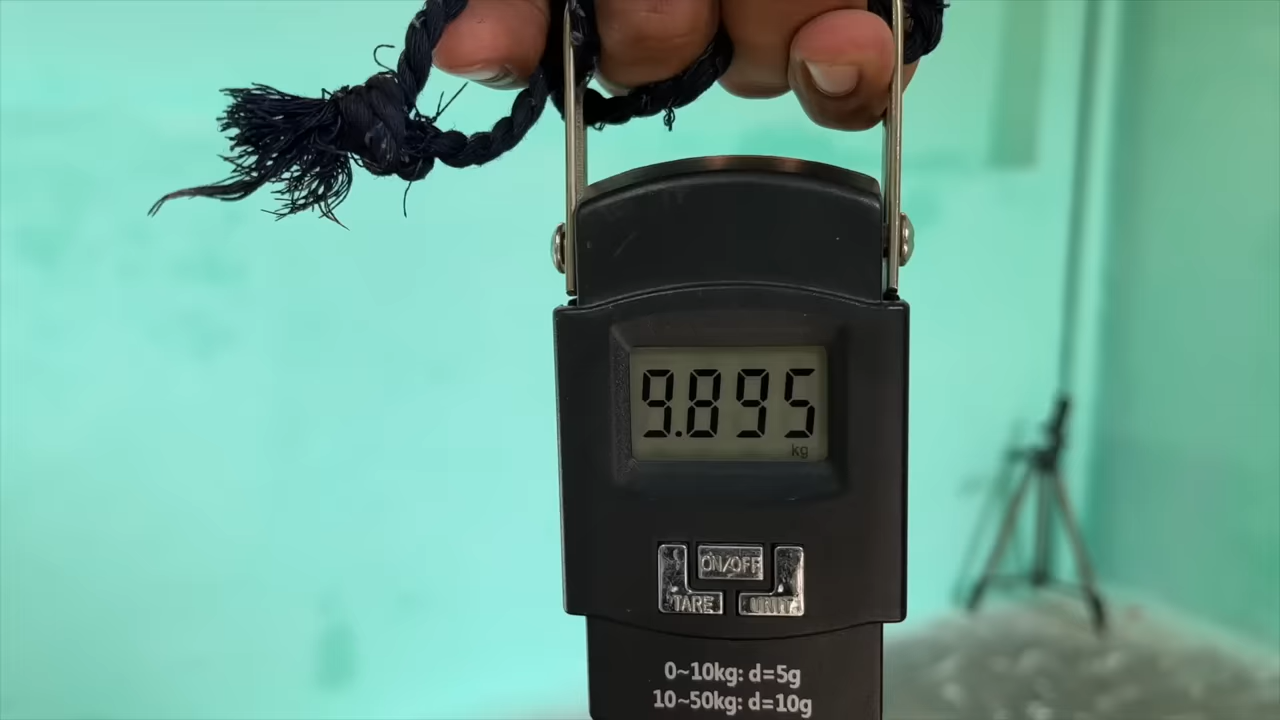 9.895
kg
ON/OFF
TARE UNIT
0~10kg: d=5g
10~50kg: d=10g